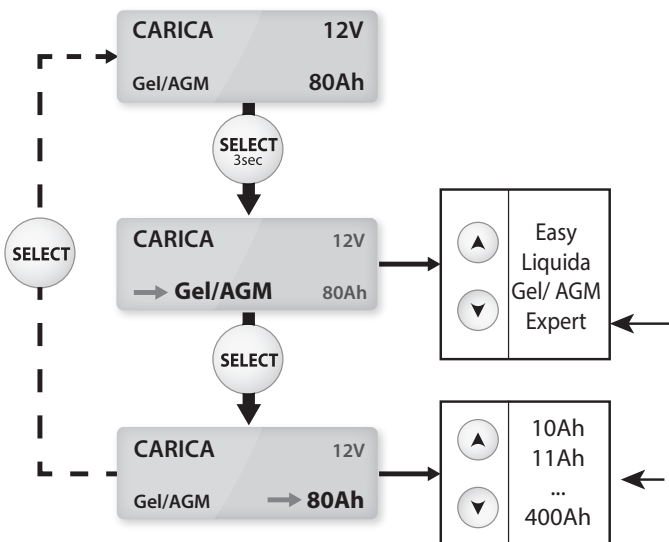 CARICA 12V
Gel/AGM 80Ah
SELECT
3sec
CARICA 12V
Gel/AGM 80Ah
Easy
Liquida
Gel/ AGM
Expert
SELECT
SELECT
CARICA 12V
Gel/AGM 80Ah
10Ah
11Ah
...
400Ah